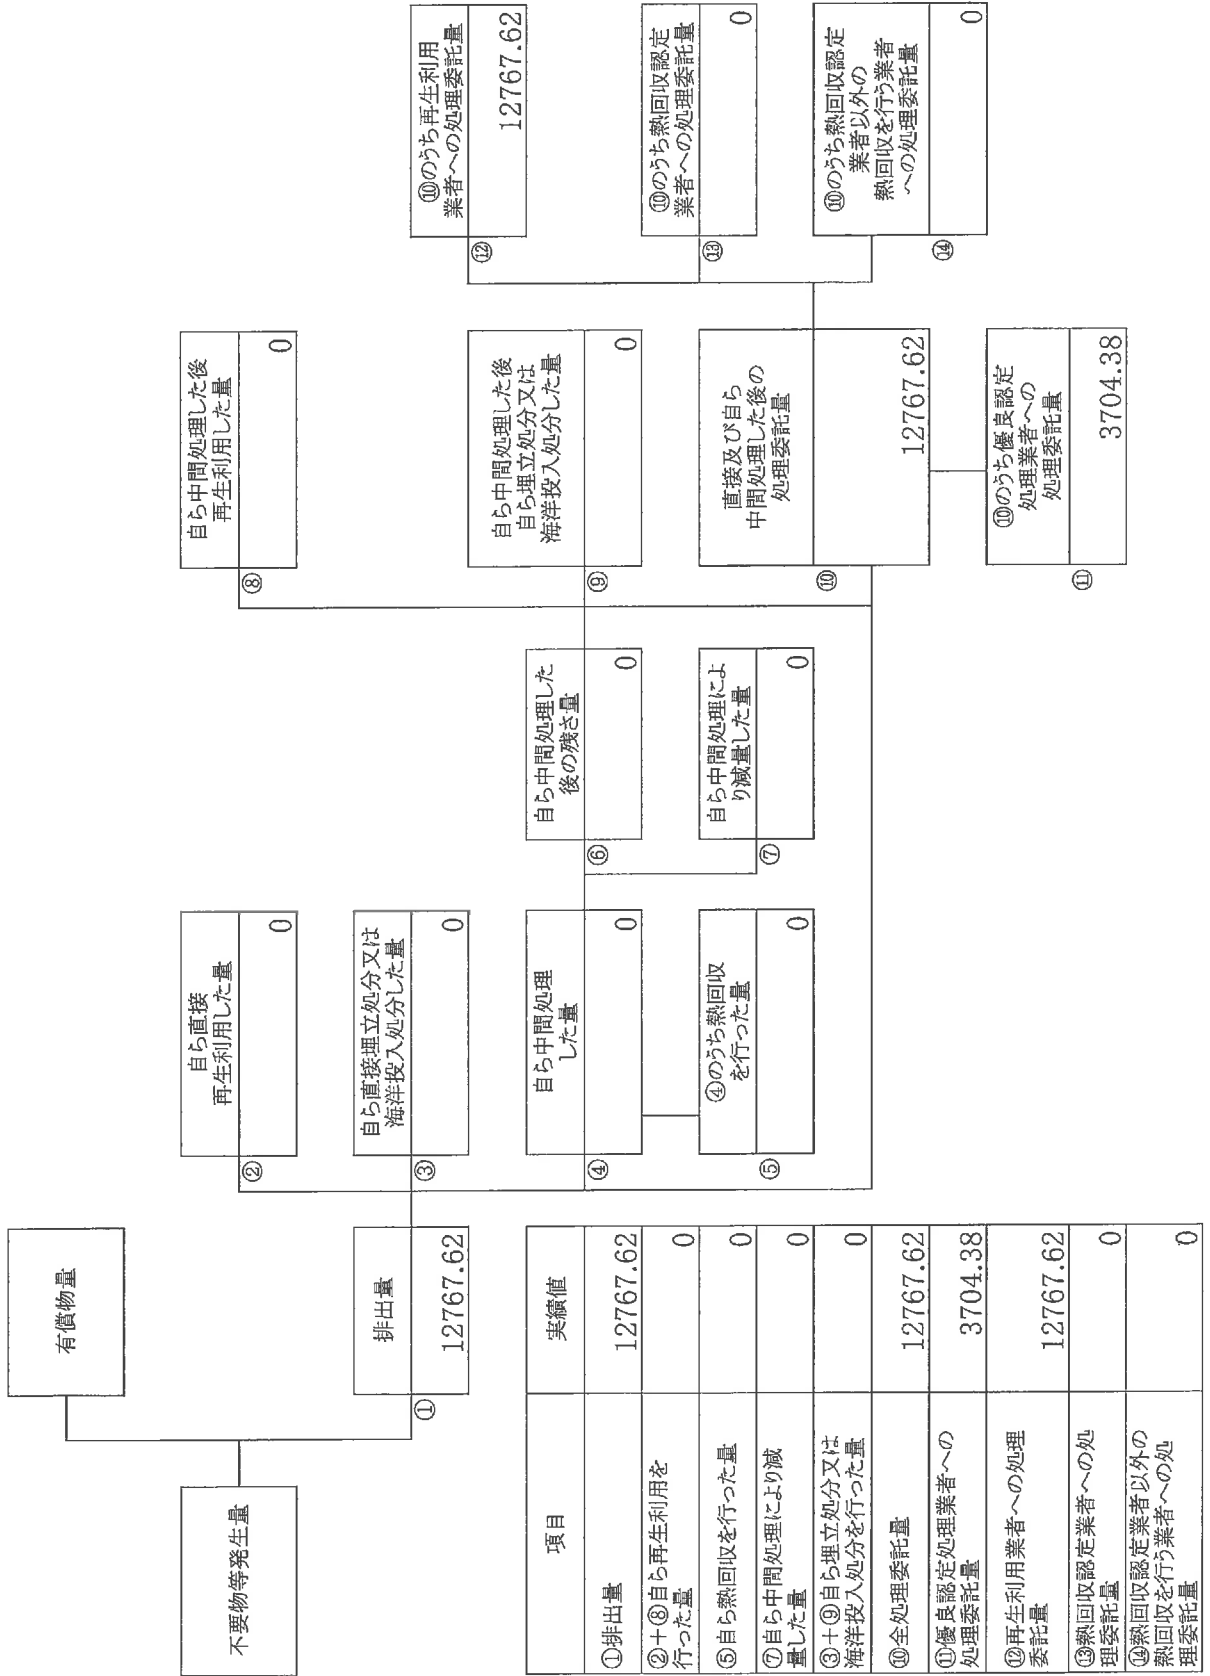 不要物等発生量
有償物量
①
排出量
12767.62
②
自ら直接
再生利用した量
0
③
自ら直接埋立処分又は
海洋投入処分した量
0
④
自ら中間処理
した量
0
⑤
④のうち熱回収
を行った量
0
⑥
自ら中間処理した
後の残さ量
0
⑦
自ら中間処理によ
り減量した量
0
⑧
自ら中間処理した後
再生利用した量
0
⑨
自ら中間処理した後
自ら埋立処分又は
海洋投入処分した量
0
⑩
直接及び自ら
中間処理した後の
処理委託量
12767.62
⑪
⑩のうち優良認定
処理業者への
処理委託量
3704.38
⑫
⑩のうち再生利用
業者への処理委託量
12767.62
⑬
⑩のうち熱回収認定
業者への処理委託量
0
⑭
⑩のうち熱回収認定
業者以外の
熱回収を行う業者
への処理委託量
0
項目
実績値
①排出量
12767.62
②＋⑧自ら再生利用を
行った量
0
⑤自ら熱回収を行った量
0
⑦自ら中間処理により減
量した量
0
③＋⑨自ら埋立処分又は
海洋投入処分を行った量
0
⑩全処理委託量
12767.62
⑪優良認定処理業者への
処理委託量
3704.38
⑫再生利用業者への処理
委託量
12767.62
⑬熱回収認定業者への処
理委託量
0
⑭熱回収認定業者以外の
熱回収を行う業者への処
理委託量
0